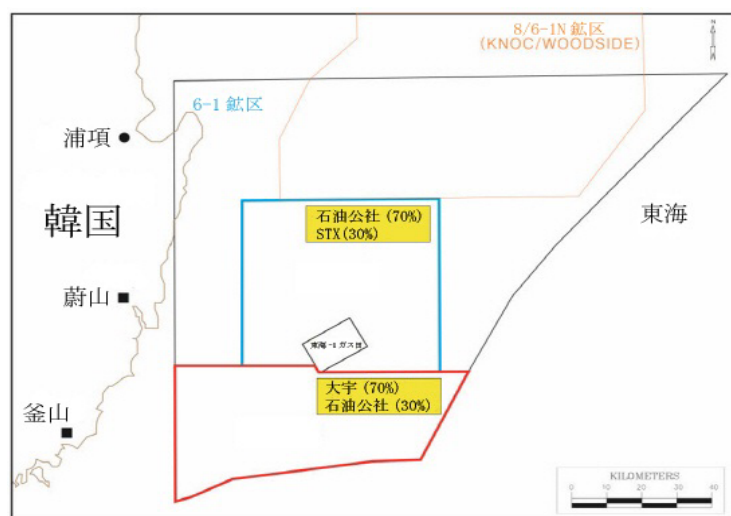 8/6-1N 鉱区
(KNOC/WOODSIDE)
N
6-1 鉱区
浦項
韓国
石油公社 (70%)
STX(30%)
東海
蔚山
東海-1ガス田
大宇 (70%)
石油公社 (30%)
釜山
KILOMETERS
0 10 20 30 40